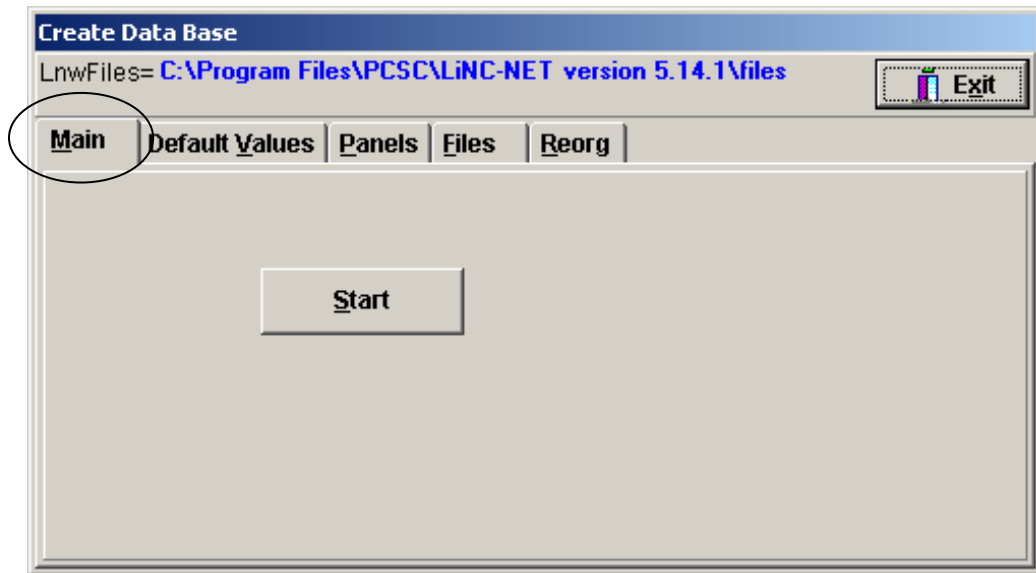 Create Data Base
LnwFiles= C:\Program Files\PCSC\LiNC-NET version 5.14.1\files
Exit
Main Default Values Panels Files Reorg
Start